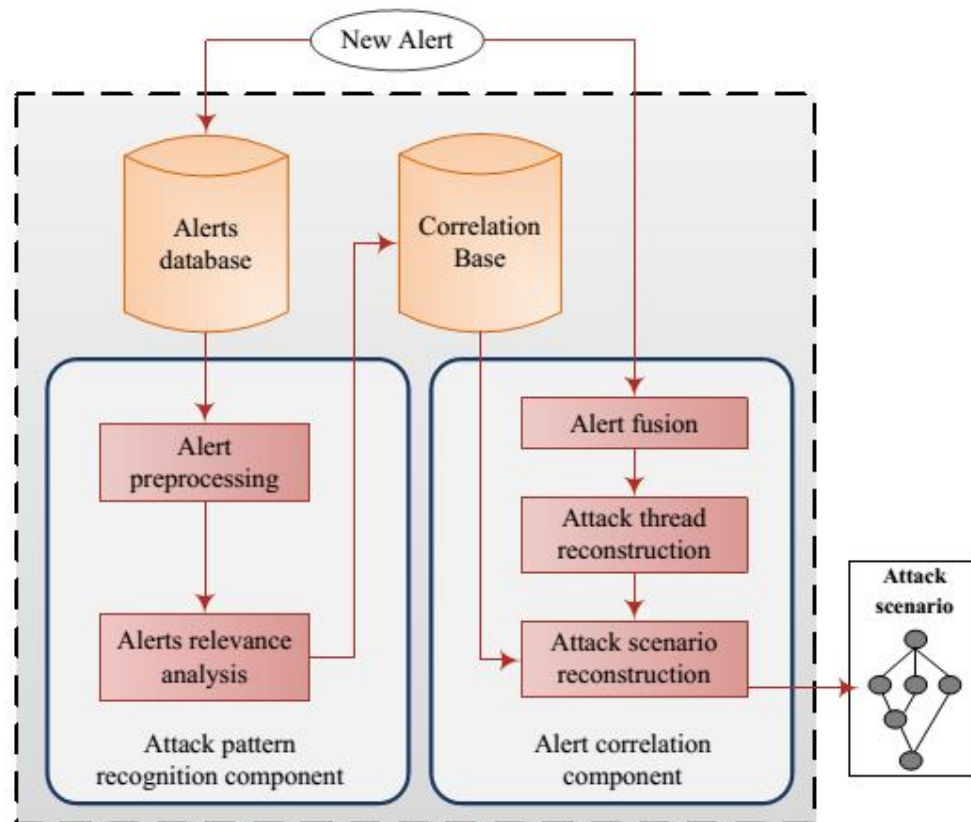 New Alert
Alerts
database
Correlation
Base
Alert
preprocessing
Alerts relevance
analysis
Attack pattern
recognition component
Alert fusion
Attack thread
reconstruction
Attack scenario
reconstruction
Alert correlation
component
Attack
scenario